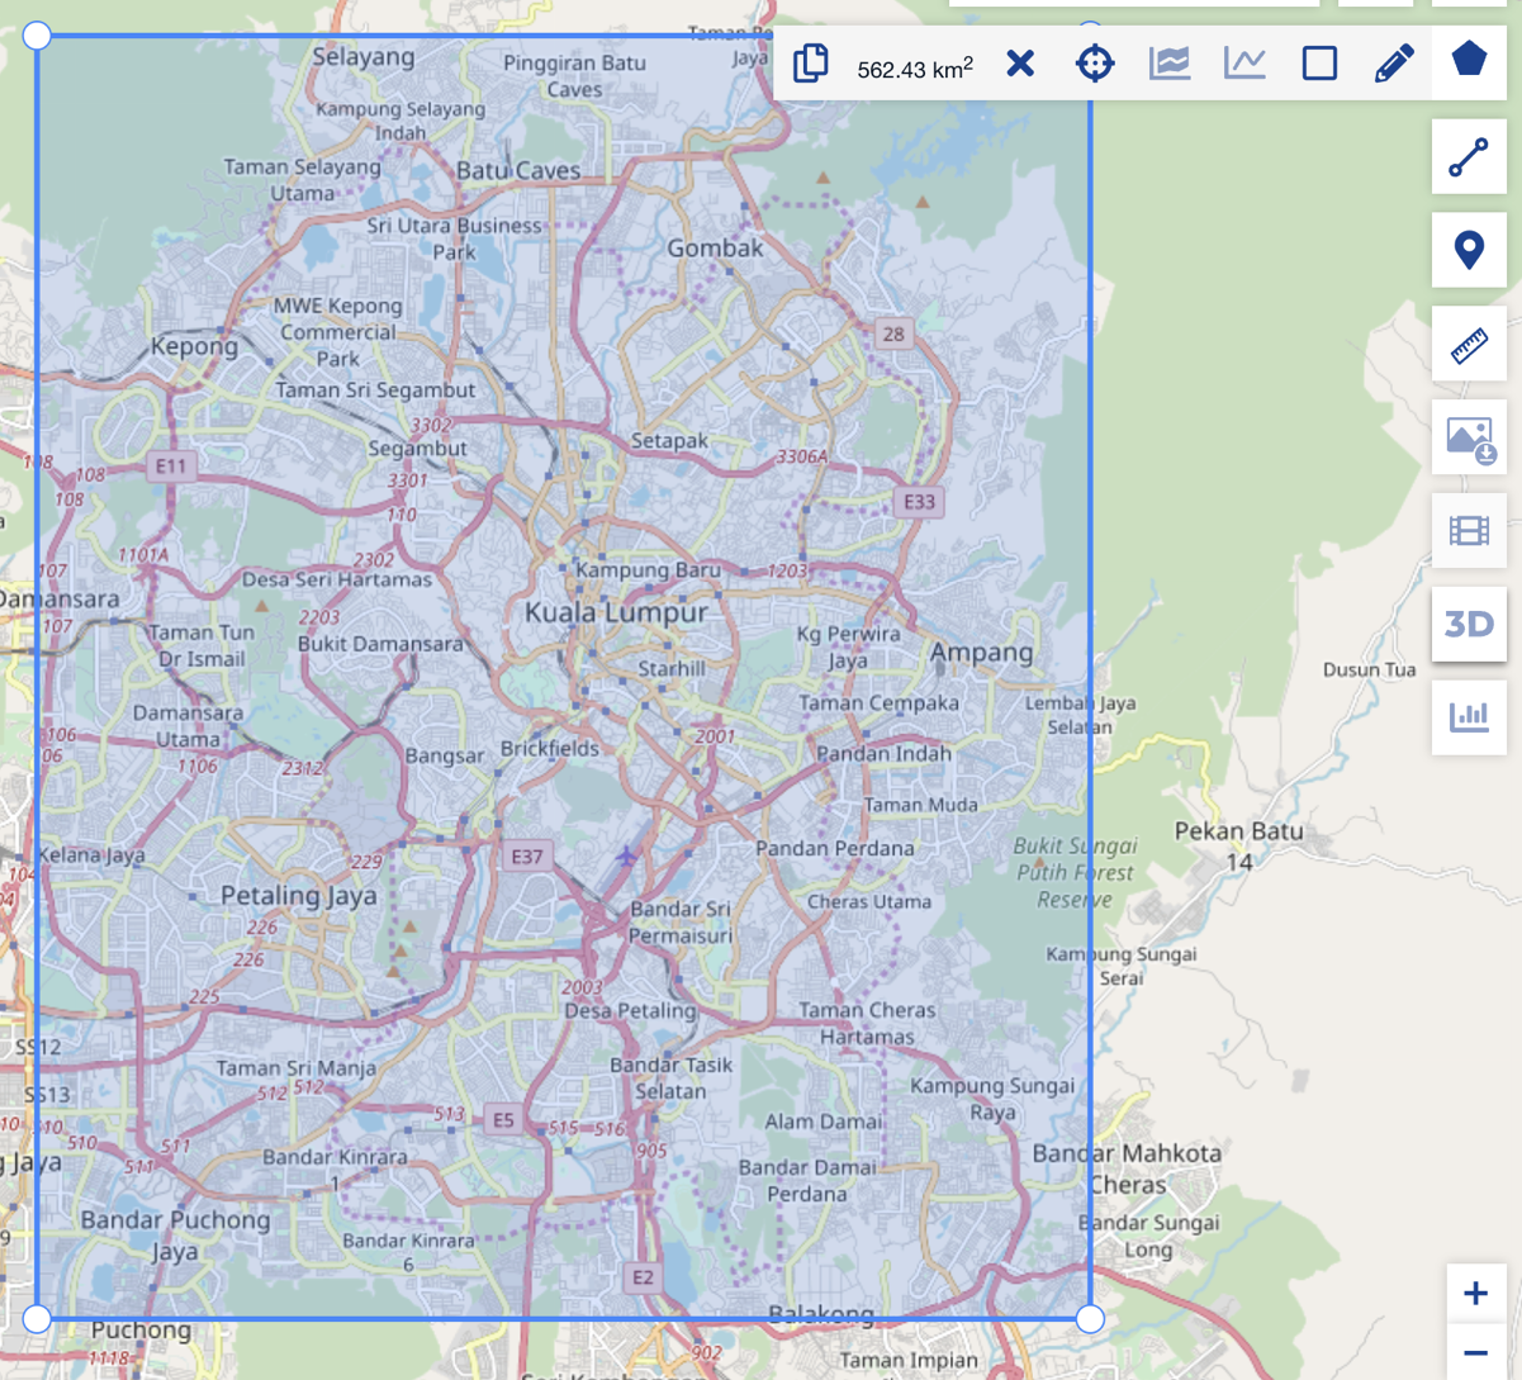 Taman Be
Jaya
562.43 km²
Selayang
Pinggiran Batu
Caves
Kampung Selayang
Indah
Taman Selayang
Utama
Batu Caves
Sri Utara Business
Park
Gombak
MWE Kepong
Commercial
Park
28
Kepong
Taman Sri Segambut
3302
Segambut
Setapak
3306A
108
108
E11
108
3301
110
E33
1101A
2302
107
Desa Seri Hartamas
Kampung Baru
1203
Damansara
107
2203
Kuala Lumpur
Taman Tun
Dr Ismail
Bukit Damansara
Kg Perwira
Jaya
Starhill
Ampang
3D
Dusun Tua
Damansara
Utama
Taman Cempaka
Lembah Jaya
Selatan
106
06
1106
2312
Bangsar
Brickfields
2001
Pandan Indah
Taman Muda
Kelana Jaya
229
E37
Pandan Perdana
Bukit Sungai
Putih Forest
Reserve
Pekan Batu
14
104
04
Petaling Jaya
226
226
Bandar Sri
Permaisuri
Cheras Utama
Kampung Sungai
Serai
225
2003
Desa Petaling
Taman Cheras
Hartamas
SS12
Taman Sri Manja
Bandar Tasik
Selatan
SS13
512
512
513
Kampung Sungai
Raya
10
510
510
511
511
E5
515
516
905
Alam Damai
g Jaya
Bandar Kinrara
1
Bandar Damai
Perdana
Bandar Mahkota
Cheras
Bandar Puchong
Jaya
9
Bandar Kinrara
6
Bandar Sungai
Long
E2
Balakong
+
Puchong
1118
902
Taman Impian
−